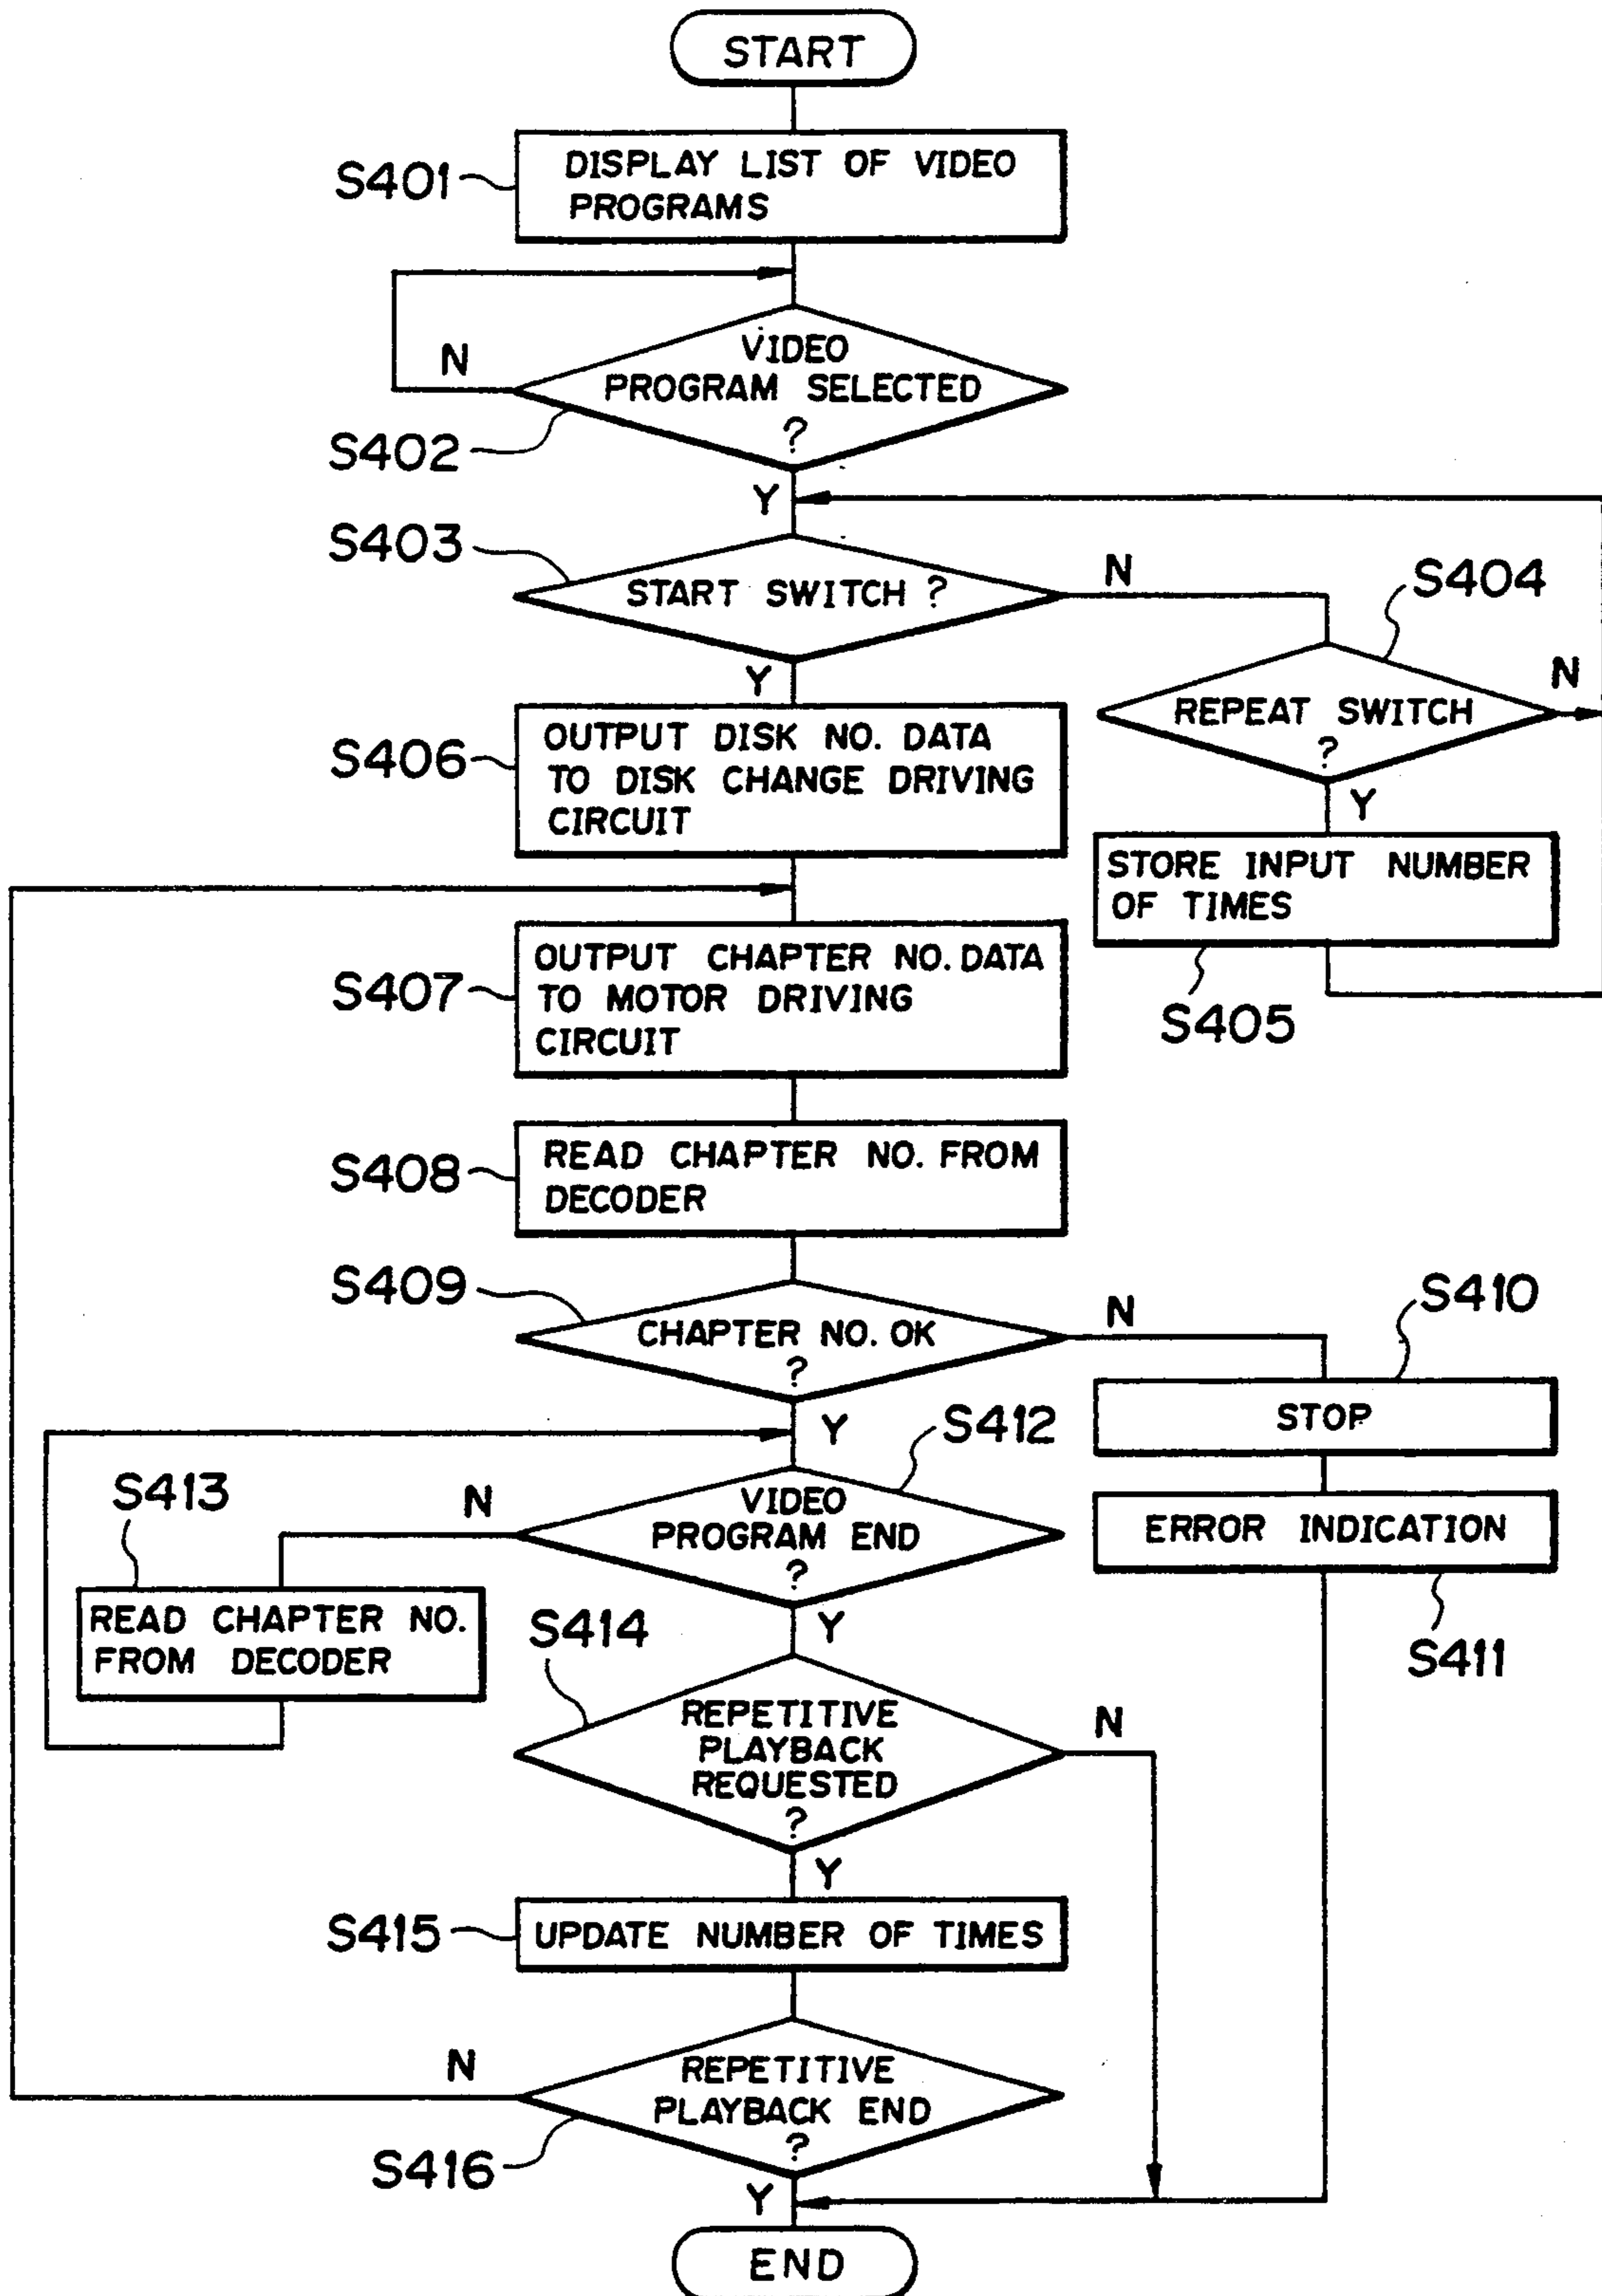 START
S401
DISPLAY LIST OF VIDEO
PROGRAMS
N
VIDEO
PROGRAM SELECTED
?
S402
Y
S403
START SWITCH ?
N
S404
REPEAT SWITCH
?
N
Y
Y
S406
OUTPUT DISK NO. DATA
TO DISK CHANGE DRIVING
CIRCUIT
STORE INPUT NUMBER
OF TIMES
S405
S407
OUTPUT CHAPTER NO. DATA
TO MOTOR DRIVING
CIRCUIT
S408
READ CHAPTER NO. FROM
DECODER
S409
CHAPTER NO. OK
?
N
S410
STOP
Y
S412
S413
N
VIDEO
PROGRAM END
?
ERROR INDICATION
S411
READ CHAPTER NO.
FROM DECODER
Y
S414
REPETITIVE
PLAYBACK
REQUESTED
?
N
Y
S415
UPDATE NUMBER OF TIMES
N
REPETITIVE
PLAYBACK END
?
S416
Y
END